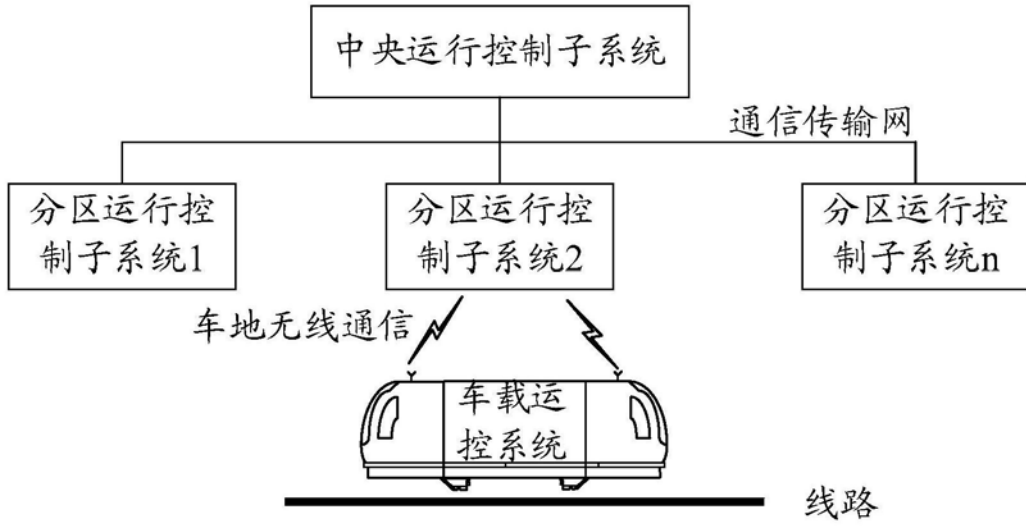 中央运行控制子系统
通信传输网
分区运行控
制子系统1
分区运行控
制子系统2
分区运行控
制子系统n
车地无线通信
车载运
控系统
线路